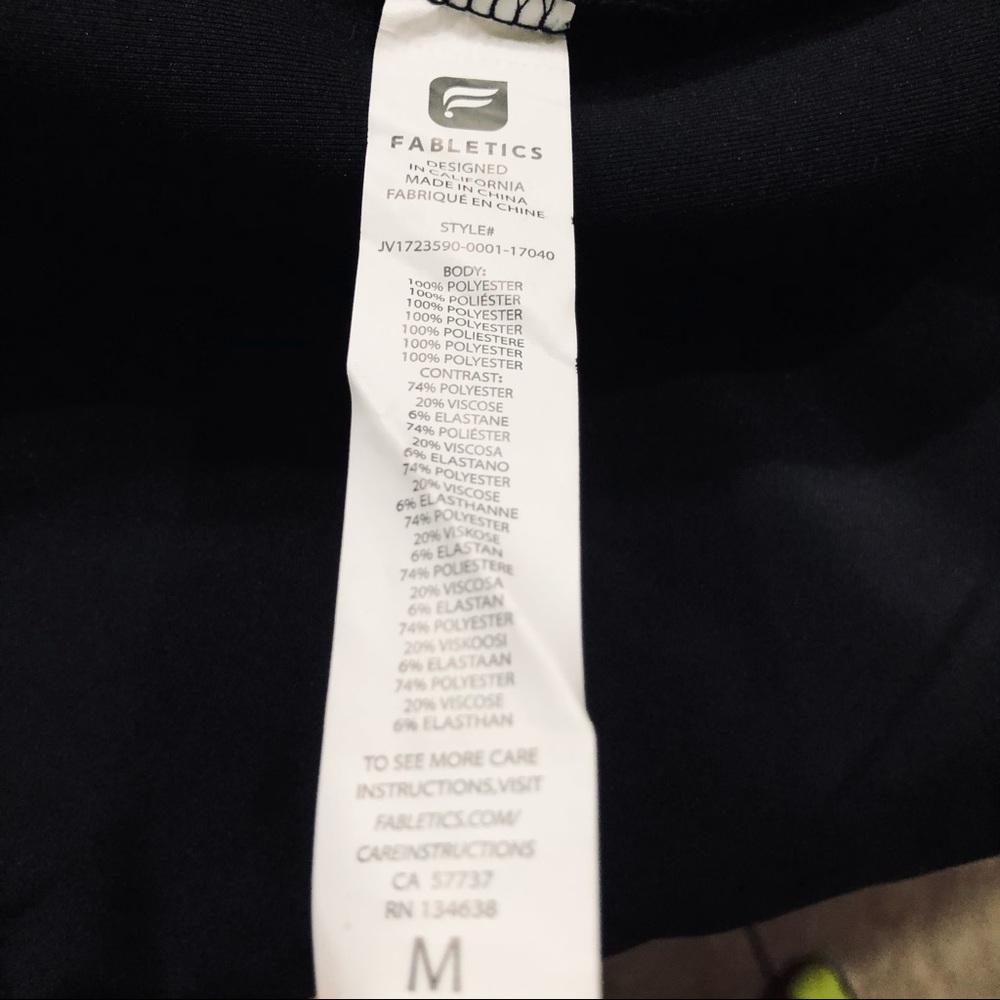 FABLETICS
DESIGNED
IN CALIFORNIA
MADE IN CHINA
FABRIQUÉ EN CHINE
STYLE#
JV1723590-0001-17040
BODY:
100% POLYESTER
100% POLIÉSTER
100% POLYESTER
100% POLYESTER
100% POLIESTERE
100% POLYESTER
100% POLYESTER
CONTRAST:
74% POLYESTER
20% VISCOSE
6% ELASTANE
74% POLIÉSTER
20% VISCOSA
6% ELASTANO
74% POLYESTER
20% VISCOSE
6% ELASTHANNE
74% POLYESTER
20% VISKOSE
6% ELASTAN
74% POLIESTERE
20% VISCOSA
6% ELASTAN
74% POLYESTER
20% VISKOOSI
6% ELASTAAN
74% POLYESTER
20% VISCOSE
6% ELASTHAN
TO SEE MORE CARE
INSTRUCTIONS,VISIT
FABLETICS.COM/
CAREINSTRUCTIONS
CA 57737
RN 134638
M